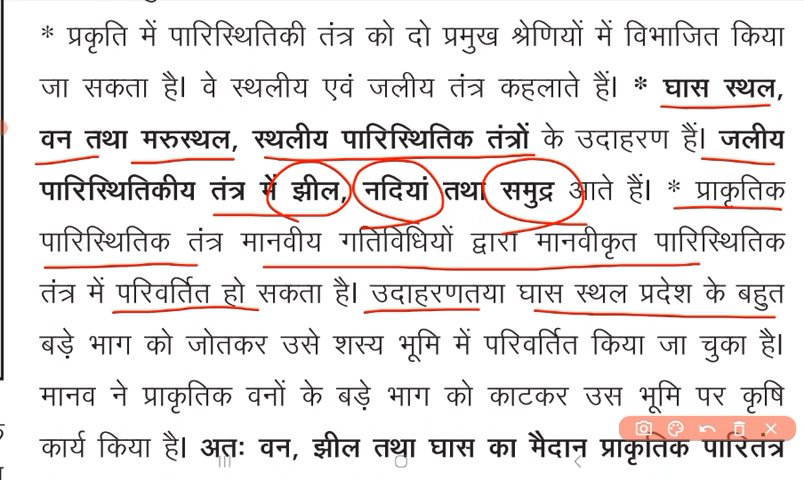 * प्रकृति में पारिस्थितिकी तंत्र को दो प्रमुख श्रेणियों में विभाजित किया
जा सकता है। वे स्थलीय एवं जलीय तंत्र कहलाते हैं। * घास स्थल,
वन तथा मरुस्थल, स्थलीय पारिस्थितिक तंत्रों के उदाहरण हैं। जलीय
पारिस्थितिकीय तंत्र में झील, नदियां तथा समुद्र आते हैं। * प्राकृतिक
पारिस्थितिक तंत्र मानवीय गतिविधियों द्वारा मानवीकृत पारिस्थितिक
तंत्र में परिवर्तित हो सकता है। उदाहरणतया घास स्थल प्रदेश के बहुत
बड़े भाग को जोतकर उसे शस्य भूमि में परिवर्तित किया जा चुका है।
मानव ने प्राकृतिक वनों के बड़े भाग को काटकर उस भूमि पर कृषि
कार्य किया है। अतः वन, झील तथा घास का मैदान प्राकृतिक पारितंत्र